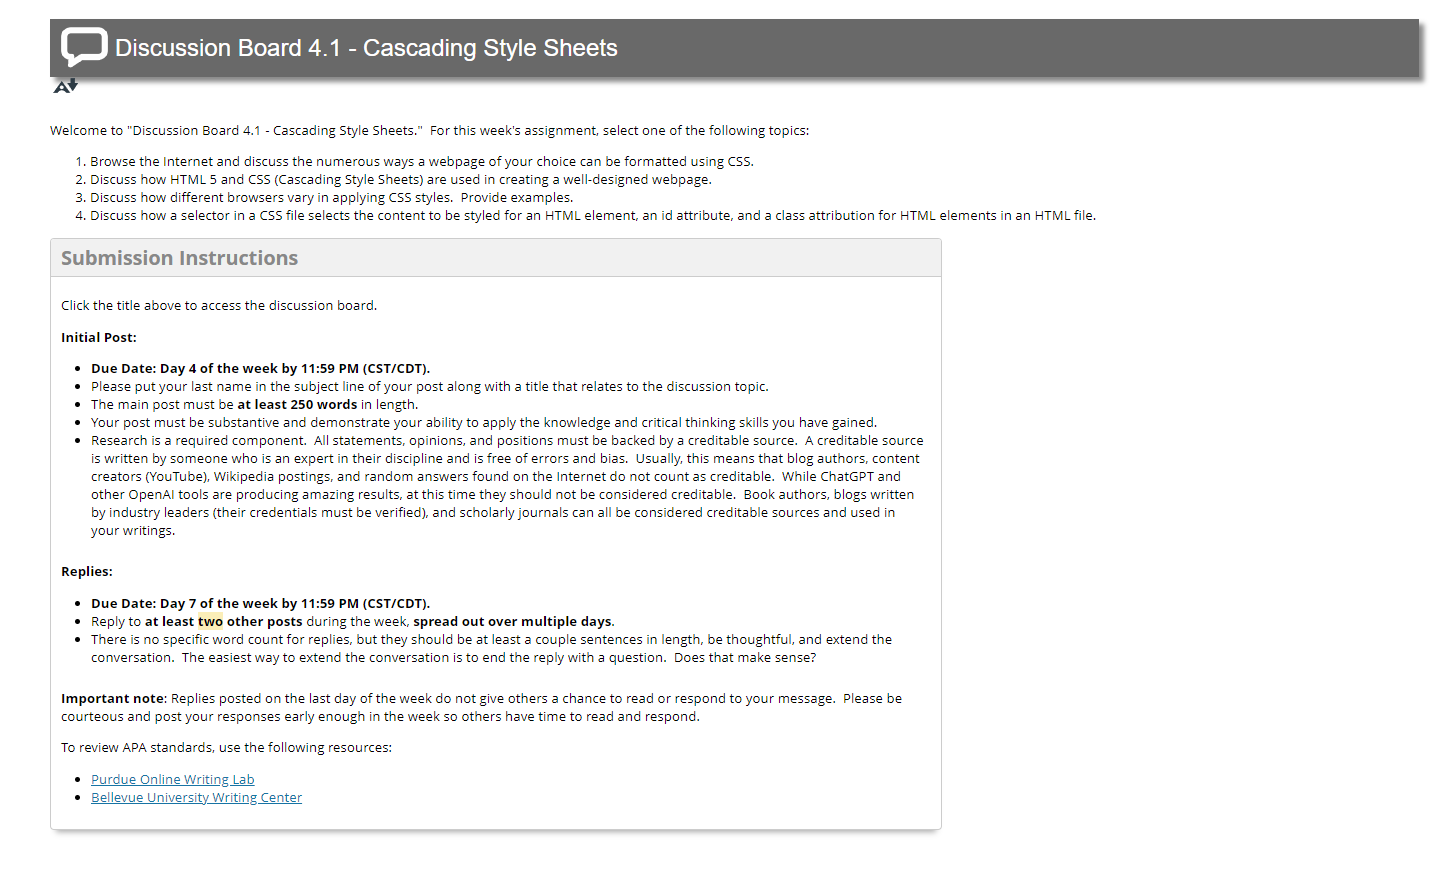 Discussion Board 4.1 - Cascading Style Sheets
A
Welcome to "Discussion Board 4.1 - Cascading Style Sheets."  For this week's assignment, select one of the following topics:
1. Browse the Internet and discuss the numerous ways a webpage of your choice can be formatted using CSS.
2. Discuss how HTML 5 and CSS (Cascading Style Sheets) are used in creating a well-designed webpage.
3. Discuss how different browsers vary in applying CSS styles.  Provide examples.
4. Discuss how a selector in a CSS file selects the content to be styled for an HTML element, an id attribute, and a class attribution for HTML elements in an HTML file.
Submission Instructions
Click the title above to access the discussion board.
Initial Post:
• Due Date: Day 4 of the week by 11:59 PM (CST/CDT).
• Please put your last name in the subject line of your post along with a title that relates to the discussion topic.
• The main post must be at least 250 words in length.
• Your post must be substantive and demonstrate your ability to apply the knowledge and critical thinking skills you have gained.
• Research is a required component.  All statements, opinions, and positions must be backed by a creditable source.  A creditable source
is written by someone who is an expert in their discipline and is free of errors and bias.  Usually, this means that blog authors, content
creators (YouTube), Wikipedia postings, and random answers found on the Internet do not count as creditable.  While ChatGPT and
other OpenAI tools are producing amazing results, at this time they should not be considered creditable.  Book authors, blogs written
by industry leaders (their credentials must be verified), and scholarly journals can all be considered creditable sources and used in
your writings.
Replies:
• Due Date: Day 7 of the week by 11:59 PM (CST/CDT).
• Reply to at least two other posts during the week, spread out over multiple days.
• There is no specific word count for replies, but they should be at least a couple sentences in length, be thoughtful, and extend the
conversation.  The easiest way to extend the conversation is to end the reply with a question.  Does that make sense?
Important note: Replies posted on the last day of the week do not give others a chance to read or respond to your message.  Please be
courteous and post your responses early enough in the week so others have time to read and respond.
To review APA standards, use the following resources:
• Purdue Online Writing Lab
• Bellevue University Writing Center